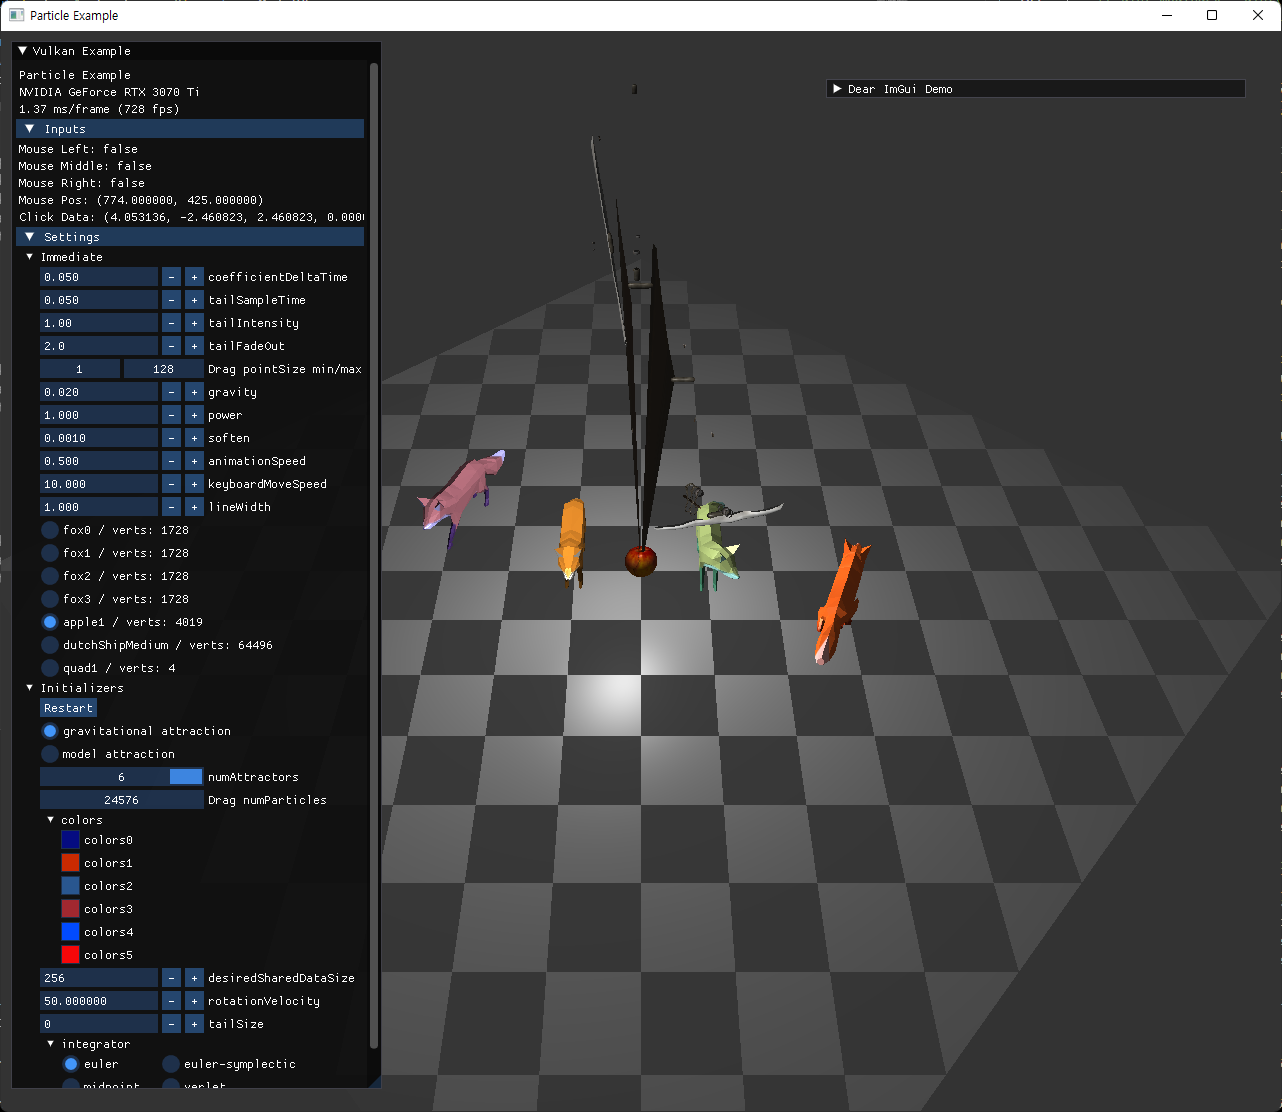 Particle Example
Vulkan Example
Dear ImGui Demo
Particle Example
NVIDIA GeForce RTX 3070 Ti
1.37 ms/frame (728 fps)
Inputs
Mouse Left: false
Mouse Middle: false
Mouse Right: false
Mouse Pos: (774.000000, 425.000000)
Click Data: (4.053136, -2.460823, 2.460823, 0.000
Settings
Immediate
0.050 - + coefficientDeltaTime
0.050 - + tailSampleTime
1.00 - + tailIntensity
2.0 - + tailFadeOut
1 128 Drag pointSize min/max
0.020 - + gravity
1.000 - + power
0.0010 - + soften
0.500 - + animationSpeed
10.000 - + keyboardMoveSpeed
1.000 - + lineWidth
fox0 / verts: 1728
fox1 / verts: 1728
fox2 / verts: 1728
fox3 / verts: 1728
apple1 / verts: 4019
dutchShipMedium / verts: 64496
quad1 / verts: 4
Initializers
Restart
gravitational attraction
model attraction
6 numAttractors
24576 Drag numParticles
colors
colors0
colors1
colors2
colors3
colors4
colors5
256 - + desiredSharedDataSize
50.000000 - + rotationVelocity
0 - + tailSize
integrator
euler euler-symplectic
midpoint verlet